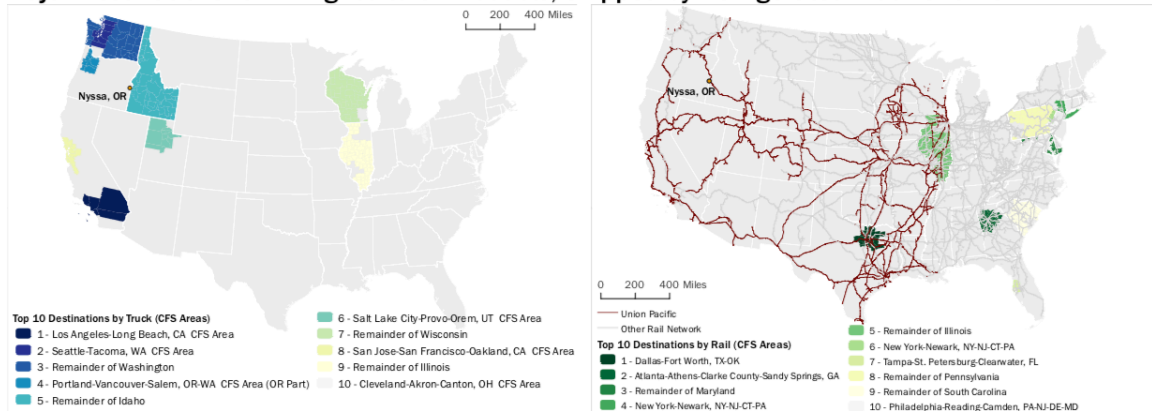 0 200 400 Miles
Nyssa, OR
Top 10 Destinations by Truck (CFS Areas)
1 - Los Angeles-Long Beach, CA CFS Area
2 - Seattle-Tacoma, WA CFS Area
3 - Remainder of Washington
4 - Portland-Vancouver-Salem, OR-WA CFS Area (OR Part)
5 - Remainder of Idaho
6 - Salt Lake City-Provo-Orem, UT CFS Area
7 - Remainder of Wisconsin
8 - San Jose-San Francisco-Oakland, CA CFS Area
9 - Remainder of Illinois
10 - Cleveland-Akron-Canton, OH CFS Area
Nyssa, OR
0 200 400 Miles
Union Pacific
Other Rail Network
Top 10 Destinations by Rail (CFS Areas)
1 - Dallas-Fort Worth, TX-OK
2 - Atlanta-Athens-Clarke County-Sandy Springs, GA
3 - Remainder of Maryland
4 - New York-Newark, NY-NJ-CT-PA
5 - Remainder of Illinois
6 - New York-Newark, NY-NJ-CT-PA
7 - Tampa-St. Petersburg-Clearwater, FL
8 - Remainder of Pennsylvania
9 - Remainder of South Carolina
10 - Philadelphia-Reading-Camden, PA-NJ-DE-MD